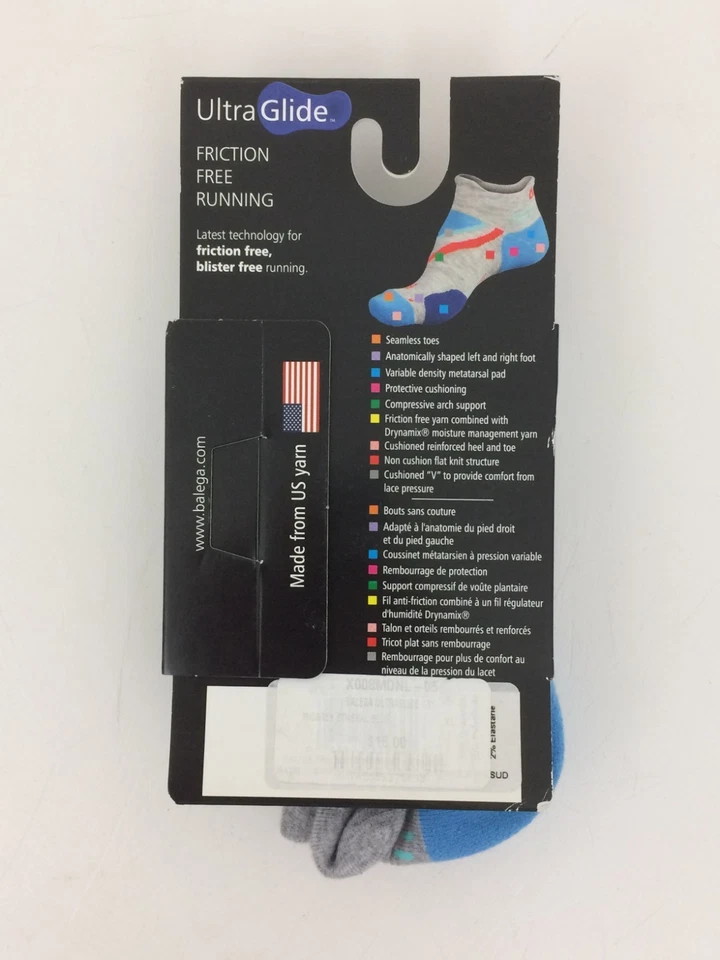 UltraGlide™
FRICTION
FREE
RUNNING
Latest technology for
friction free,
blister free running.
Seamless toes
Anatomically shaped left and right foot
Variable density metatarsal pad
Protective cushioning
Compressive arch support
Friction free yarn combined with
Drynamix® moisture management yarn
Cushioned reinforced heel and toe
Non cushion flat knit structure
Cushioned "V" to provide comfort from
lace pressure
Bouts sans couture
Adapté à l'anatomie du pied droit
et du pied gauche
Coussinet métatarsien à pression variable
Rembourrage de protection
Support compressif de voûte plantaire
Fil anti-friction combiné à un fil régulateur
d'humidité Drynamix®
Talon et orteils rembourrés et renforcés
Tricot plat sans rembourrage
Rembourrage pour plus de confort au
niveau de la pression du lacet
www.balega.com
Made from US yarn
2% Elastane
SUD